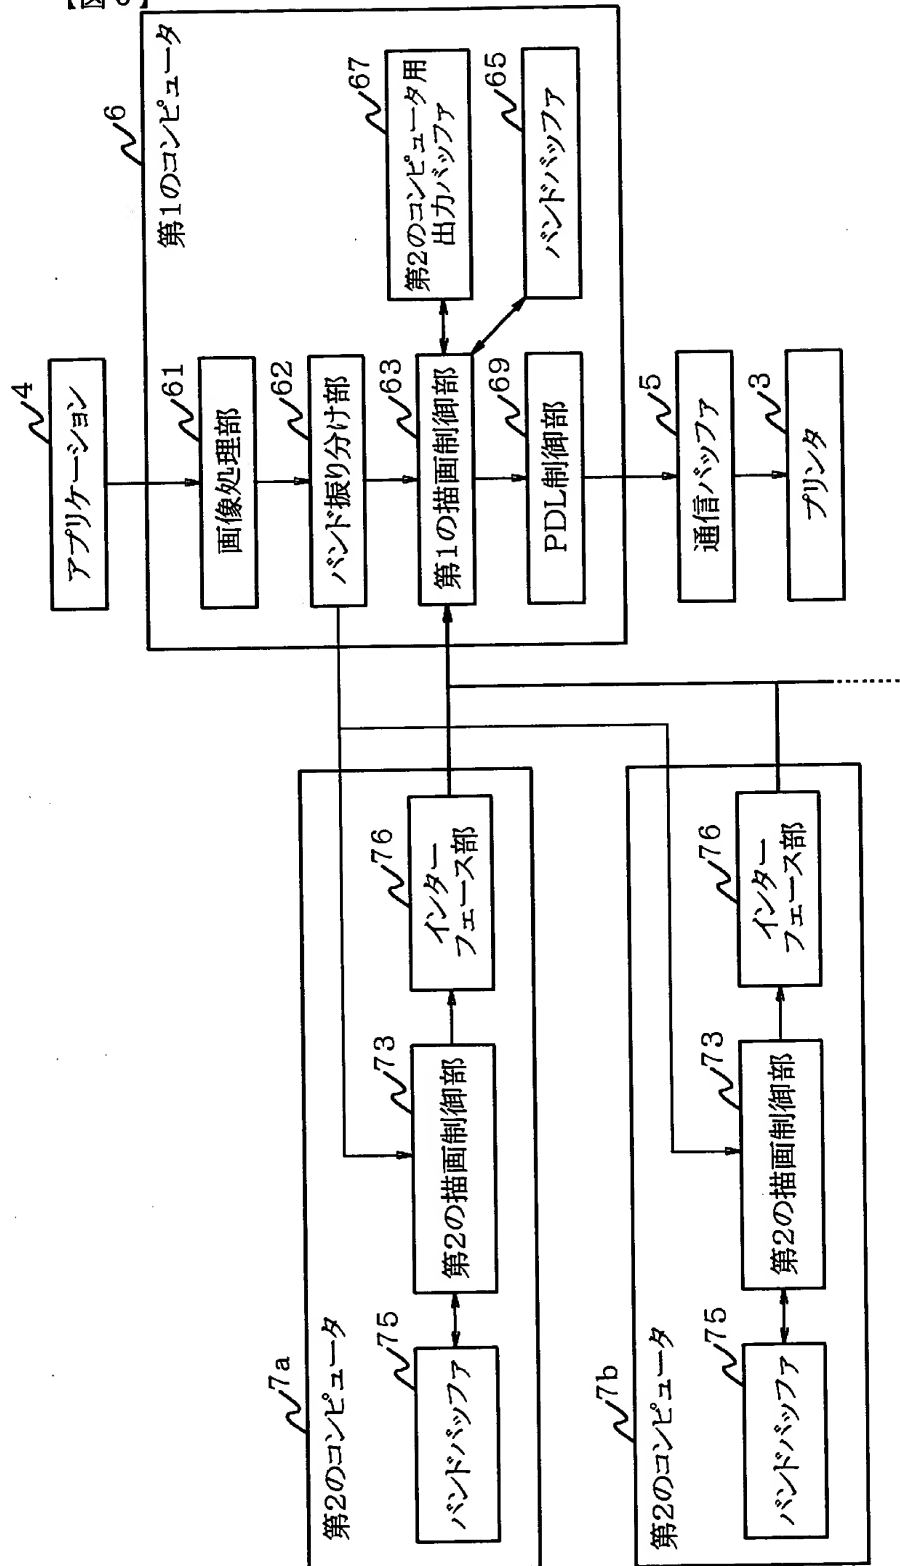 4
アプリケーション
6
第1のコンピュータ
61
画像処理部
62
バンド振り分け部
63
第1の描画制御部
67
第2のコンピュータ用
出力バッファ
65
バンドバッファ
69
PDL制御部
5
通信バッファ
3
プリンタ
7a
第2のコンピュータ
75
バンドバッファ
73
第2の描画制御部
76
インター
フェース部
7b
第2のコンピュータ
75
バンドバッファ
73
第2の描画制御部
76
インター
フェース部